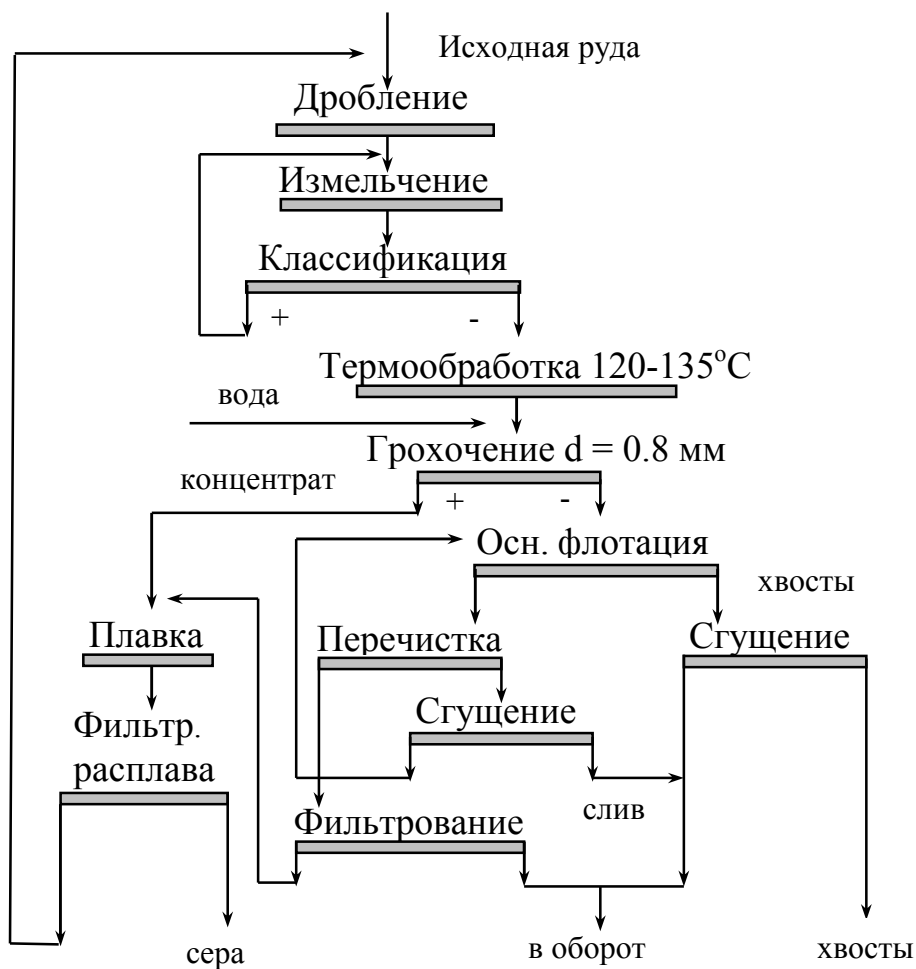 Исходная руда
Дробление
Измельчение
Классификация
+ -
Термообработка 120-135°С
вода
Грохочение d = 0.8 мм
концентрат
+ -
Осн. флотация
хвосты
Плавка
Перечистка
Сгущение
Фильтр.
расплава
Сгущение
слив
Фильтрование
сера
в оборот
хвосты